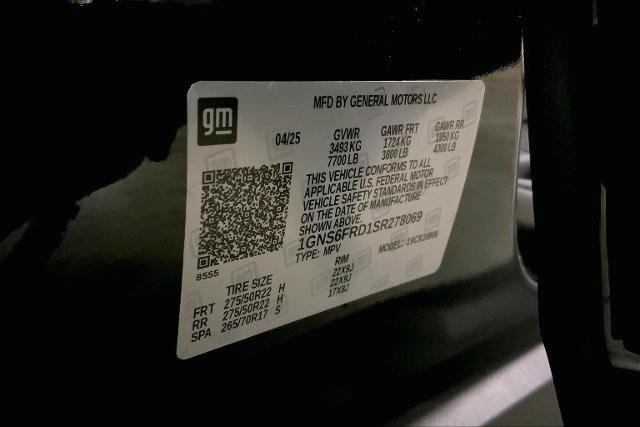 gm
MFD BY GENERAL MOTORS LLC
04/25 GVWR GAWR FRT GAWR RR
3493 KG 1724 KG 1950 KG
7700 LB 3800 LB 4300 LB
THIS VEHICLE CONFORMS TO ALL
APPLICABLE U.S. FEDERAL MOTOR
VEHICLE SAFETY STANDARDS IN EFFECT
ON THE DATE OF MANUFACTURE
SHOWN ABOVE.
1GNS6FRD1SR278069
TYPE: MPV MODEL:
8555
TIRE SIZE RIM
FRT 275/50R22 H 22X9J
RR 275/50R22 H 22X9J
SPA 265/70R17 S 17X8J